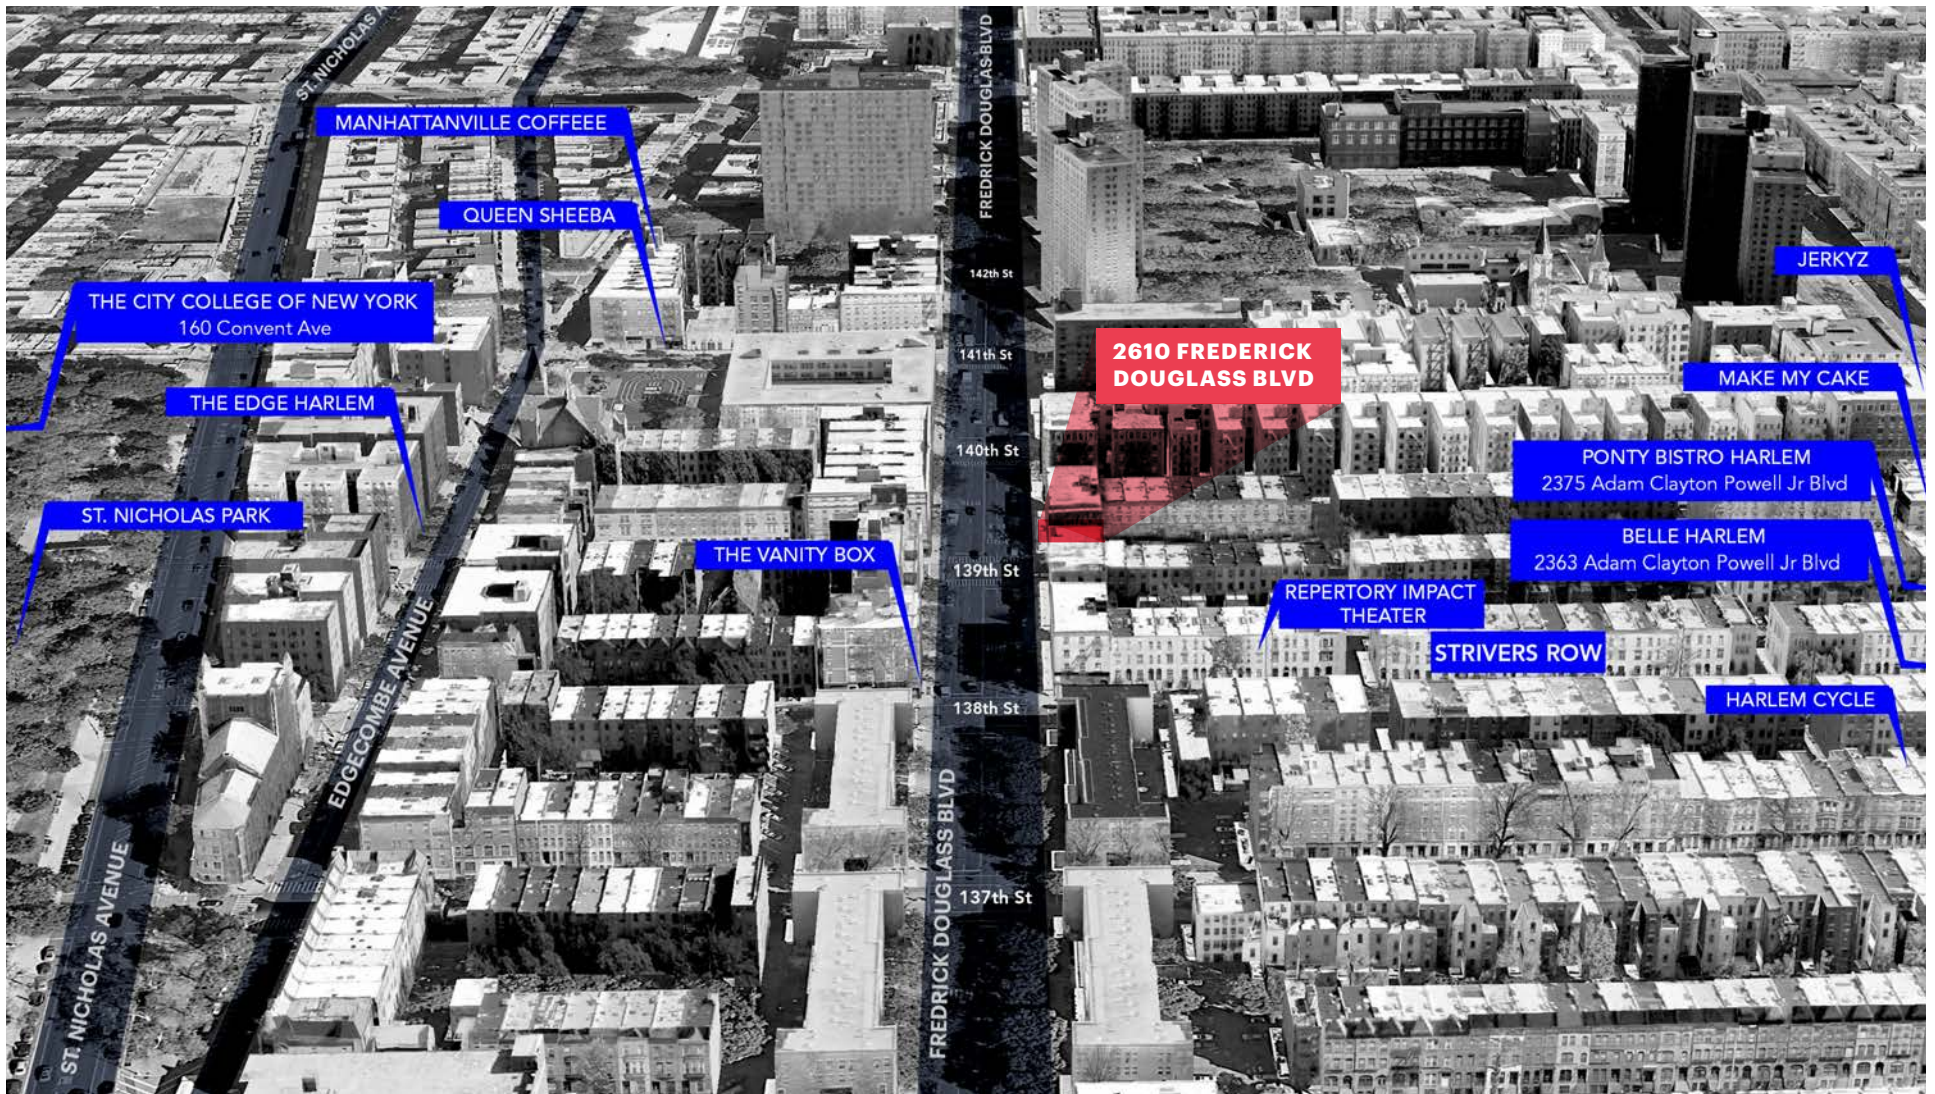 ST. NICHOLAS A
FREDRICK DOUGLASS BLVD
MANHATTANVILLE COFFEEE
QUEEN SHEEBA
142th St
JERKYZ
THE CITY COLLEGE OF NEW YORK
160 Convent Ave
141th St
2610 FREDERICK
DOUGLASS BLVD
MAKE MY CAKE
THE EDGE HARLEM
140th St
PONTY BISTRO HARLEM
2375 Adam Clayton Powell Jr Blvd
ST. NICHOLAS PARK
BELLE HARLEM
2363 Adam Clayton Powell Jr Blvd
THE VANITY BOX
139th St
REPERTORY IMPACT
THEATER
STRIVERS ROW
EDGECOMBE AVENUE
HARLEM CYCLE
138th St
FREDRICK DOUGLASS BLVD
137th St
ST. NICHOLAS AVENUE